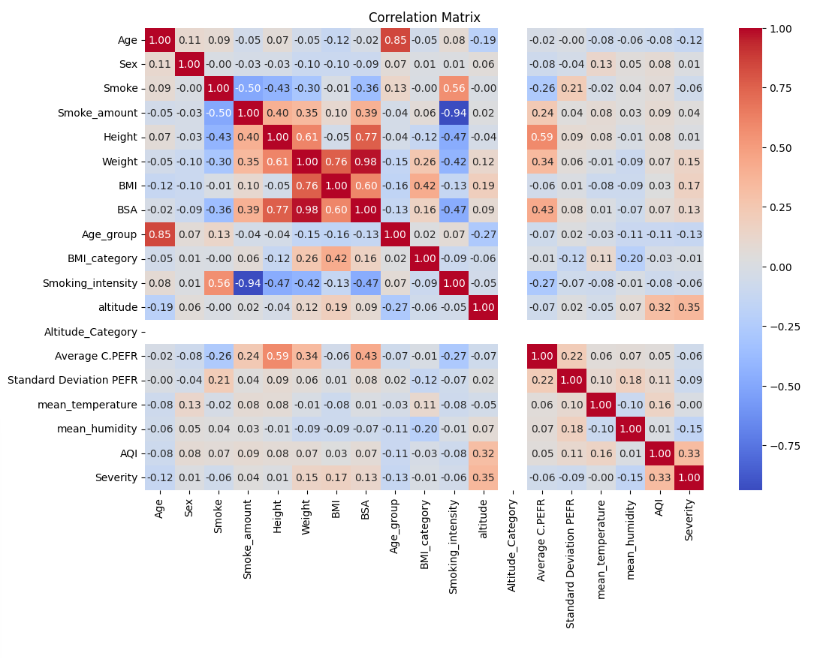 Correlation Matrix
Age 1.00 0.11 0.09 -0.05 0.07 -0.05 -0.12 -0.02 0.85 -0.05 0.08 -0.19 -0.02 -0.00 -0.08 -0.06 -0.08 -0.12
Sex 0.11 1.00 -0.00 -0.03 -0.03 -0.10 -0.10 -0.09 0.07 0.01 0.01 0.06 -0.08 -0.04 0.13 0.05 0.08 0.01
Smoke 0.09 -0.00 1.00 -0.50 -0.43 -0.30 -0.01 -0.36 0.13 -0.00 0.56 -0.00 -0.26 0.21 -0.02 0.04 0.07 -0.06
Smoke_amount -0.05 -0.03 -0.50 1.00 0.40 0.35 0.10 0.39 -0.04 0.06 -0.94 0.02 0.24 0.04 0.08 0.03 0.09 0.04
Height 0.07 -0.03 -0.43 0.40 1.00 0.61 -0.05 0.77 -0.04 -0.12 -0.47 -0.04 0.59 0.09 0.08 -0.01 0.08 0.01
Weight -0.05 -0.10 -0.30 0.35 0.61 1.00 0.76 0.98 -0.15 0.26 -0.42 0.12 0.34 0.06 -0.01 -0.09 0.07 0.15
BMI -0.12 -0.10 -0.01 0.10 -0.05 0.76 1.00 0.60 -0.16 0.42 -0.13 0.19 -0.06 0.01 -0.08 -0.09 0.03 0.17
BSA -0.02 -0.09 -0.36 0.39 0.77 0.98 0.60 1.00 -0.13 0.16 -0.47 0.09 0.43 0.08 0.01 -0.07 0.07 0.13
Age_group 0.85 0.07 0.13 -0.04 -0.04 -0.15 -0.16 -0.13 1.00 0.02 0.07 -0.27 -0.07 0.02 -0.03 -0.11 -0.11 -0.13
BMI_category -0.05 0.01 -0.00 0.06 -0.12 0.26 0.42 0.16 0.02 1.00 -0.09 -0.06 -0.01 -0.12 0.11 -0.20 -0.03 -0.01
Smoking_intensity 0.08 0.01 0.56 -0.94 -0.47 -0.42 -0.13 -0.47 0.07 -0.09 1.00 -0.05 -0.27 -0.07 -0.08 -0.01 -0.08 -0.06
altitude -0.19 0.06 -0.00 0.02 -0.04 0.12 0.19 0.09 -0.27 -0.06 -0.05 1.00 -0.07 0.02 -0.05 0.07 0.32 0.35
Altitude_Category
Average C.PEFR -0.02 -0.08 -0.26 0.24 0.59 0.34 -0.06 0.43 -0.07 -0.01 -0.27 -0.07 1.00 0.22 0.06 0.07 0.05 -0.06
Standard Deviation PEFR -0.00 -0.04 0.21 0.04 0.09 0.06 0.01 0.08 0.02 -0.12 -0.07 0.02 0.22 1.00 0.10 0.18 0.11 -0.09
mean_temperature -0.08 0.13 -0.02 0.08 0.08 -0.01 -0.08 0.01 -0.03 0.11 -0.08 -0.05 0.06 0.10 1.00 -0.10 0.16 -0.00
mean_humidity -0.06 0.05 0.04 0.03 -0.01 -0.09 -0.09 -0.07 -0.11 -0.20 -0.01 0.07 0.07 0.18 -0.10 1.00 0.01 -0.15
AQI -0.08 0.08 0.07 0.09 0.08 0.07 0.03 0.07 -0.11 -0.03 -0.08 0.32 0.05 0.11 0.16 0.01 1.00 0.33
Severity -0.12 0.01 -0.06 0.04 0.01 0.15 0.17 0.13 -0.13 -0.01 -0.06 0.35 -0.06 -0.09 -0.00 -0.15 0.33 1.00
Age
Sex
Smoke
Smoke_amount
Height
Weight
BMI
BSA
Age_group
BMI_category
Smoking_intensity
altitude
Altitude_Category
Average C.PEFR
Standard Deviation PEFR
mean_temperature
mean_humidity
AQI
Severity
1.00
0.75
0.50
0.25
0.00
−0.25
−0.50
−0.75